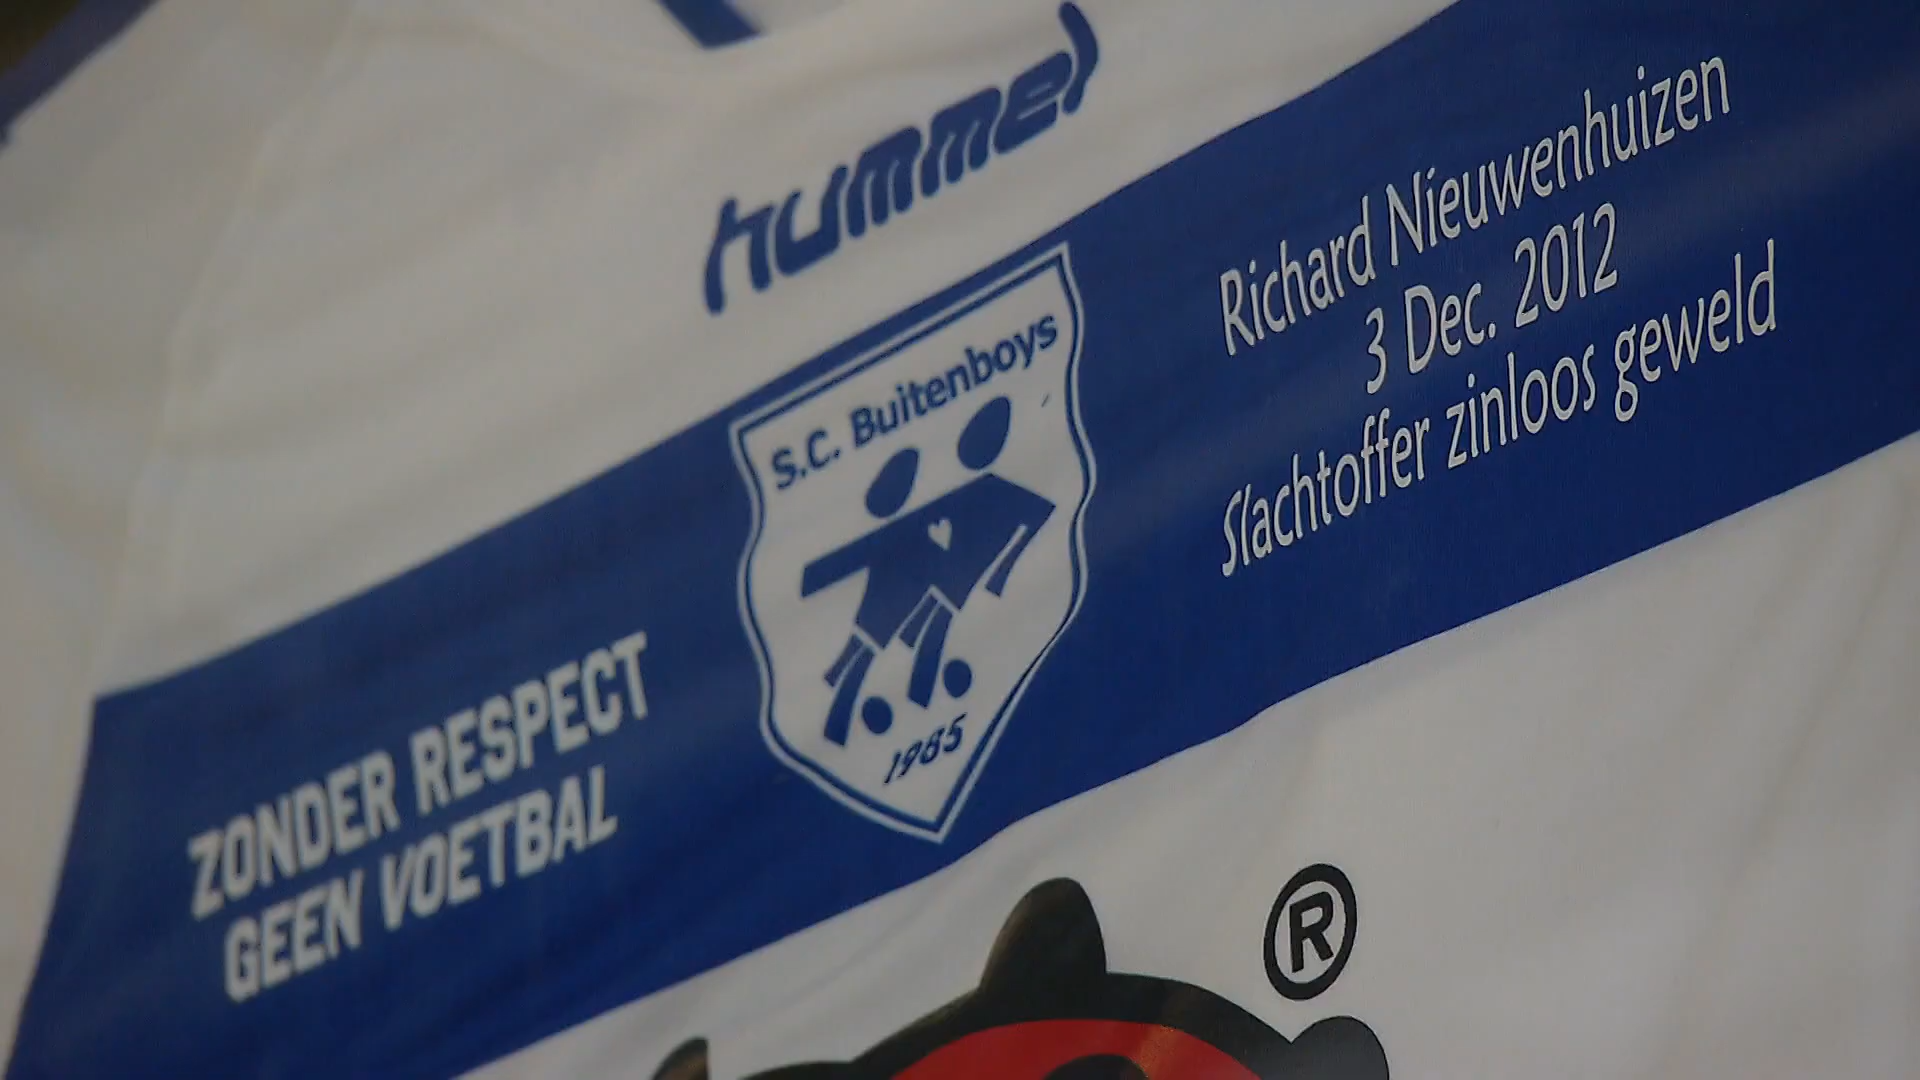 hummel
S.C. Buitenboys
1985
ZONDER RESPECT
GEEN VOETBAL
Richard Nieuwenhuizen
3 Dec. 2012
Slachtoffer zinloos geweld
®